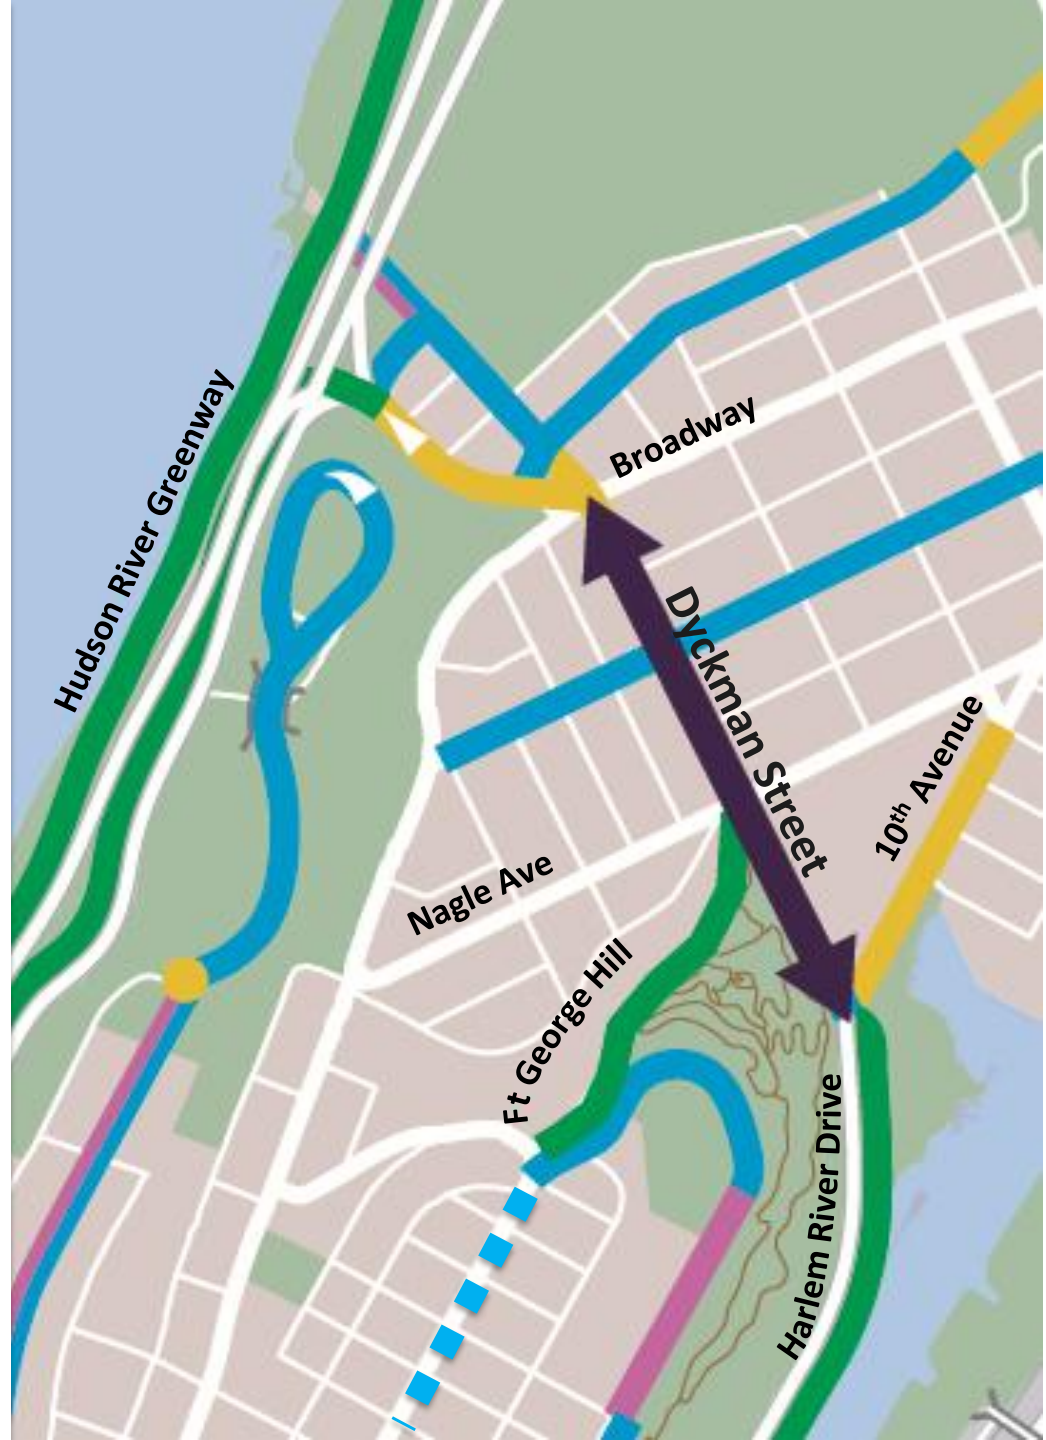 Hudson River Greenway
Broadway
Dyckman Street
10th Avenue
Nagle Ave
Ft George Hill
Harlem River Drive